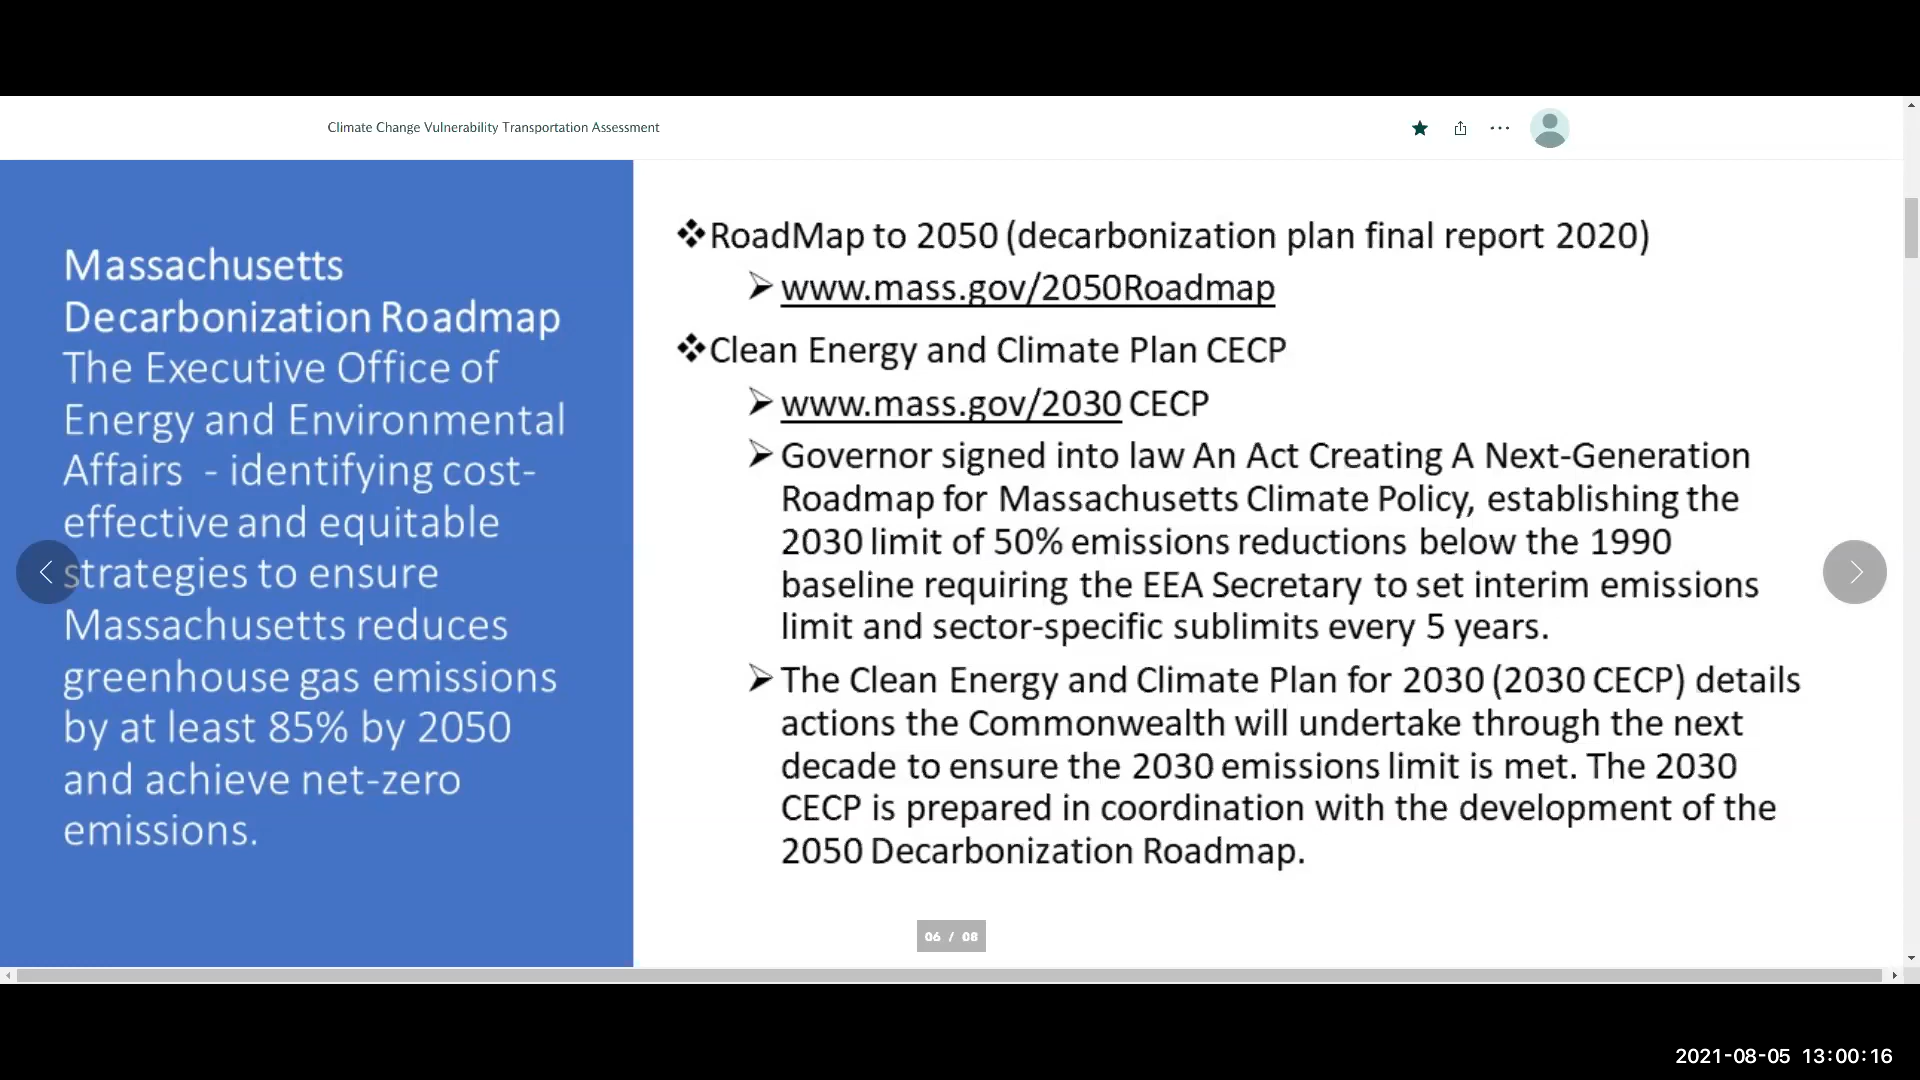 Climate Change Vulnerability Transportation Assessment
Massachusetts
Decarbonization Roadmap
The Executive Office of
Energy and Environmental
Affairs - identifying cost-
effective and equitable
strategies to ensure
Massachusetts reduces
greenhouse gas emissions
by at least 85% by 2050
and achieve net-zero
emissions.
❖RoadMap to 2050 (decarbonization plan final report 2020)
➢www.mass.gov/2050Roadmap
❖Clean Energy and Climate Plan CECP
➢www.mass.gov/2030 CECP
➢Governor signed into law An Act Creating A Next-Generation
Roadmap for Massachusetts Climate Policy, establishing the
2030 limit of 50% emissions reductions below the 1990
baseline requiring the EEA Secretary to set interim emissions
limit and sector-specific sublimits every 5 years.
➢The Clean Energy and Climate Plan for 2030 (2030 CECP) details
actions the Commonwealth will undertake through the next
decade to ensure the 2030 emissions limit is met. The 2030
CECP is prepared in coordination with the development of the
2050 Decarbonization Roadmap.
06 / 08
2021-08-05 13:00:16